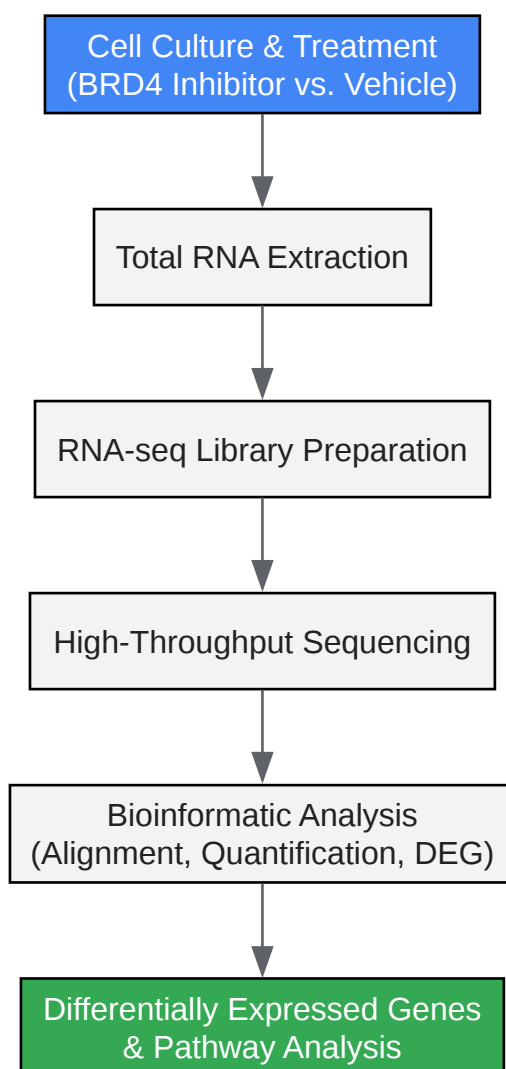 Cell Culture & Treatment
(BRD4 Inhibitor vs. Vehicle)
Total RNA Extraction
RNA-seq Library Preparation
High-Throughput Sequencing
Bioinformatic Analysis
(Alignment, Quantification, DEG)
Differentially Expressed Genes
& Pathway Analysis